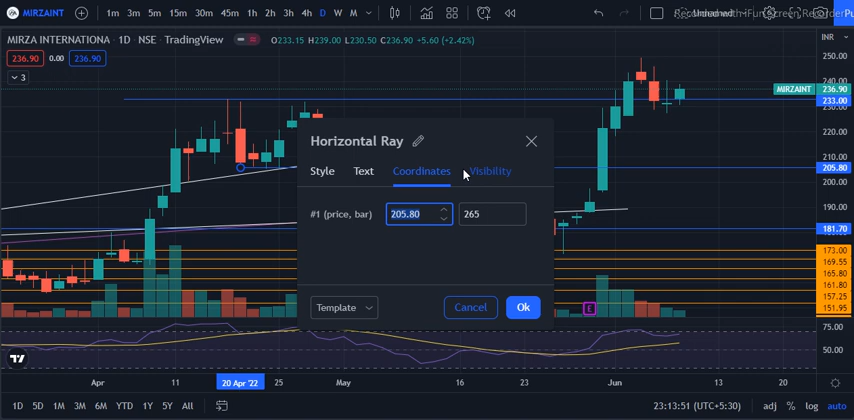 MIRZAINT 1m 3m 5m 15m 30m 45m 1h 2h 3h 4h D W M
MIRZA INTERNATIONA · 1D · NSE · TradingView O233.15 H239.00 L230.50 C236.90 +5.60 (+2.42%)
INR
236.90 0.00 236.90
3
250.00
240.00
MIRZAINT 236.90
233.00
220.00
210.00
205.80
200.00
190.00
181.70
173.00
169.55
165.80
161.80
157.25
151.95
75.00
50.00
Horizontal Ray
Style Text Coordinates Visibility
#1 (price, bar) 205.80 265
Template Cancel Ok
E
Apr 11 20 Apr '22 25 May 16 23 Jun 13 20
1D 5D 1M 3M 6M YTD 1Y 5Y All 23:13:51 (UTC+5:30) adj % log auto